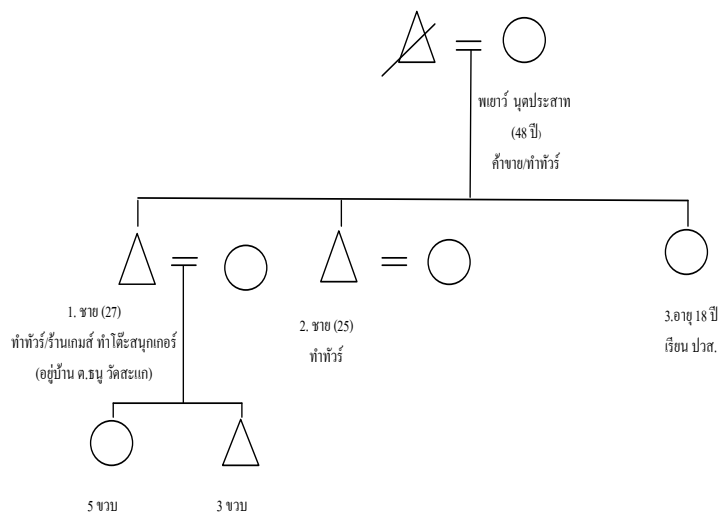 พเยาว์ นุตประสาท
(48 ปี)
ค้าขาย/ทำทัวร์
1. ชาย (27)
ทำทัวร์/ร้านเกมส์ ทำโต๊ะสนุกเกอร์
(อยู่บ้าน ต.ธนู วัดสะแก)
2. ชาย (25)
ทำทัวร์
3.อายุ 18 ปี
เรียน ปวส.
5 ขวบ
3 ขวบ